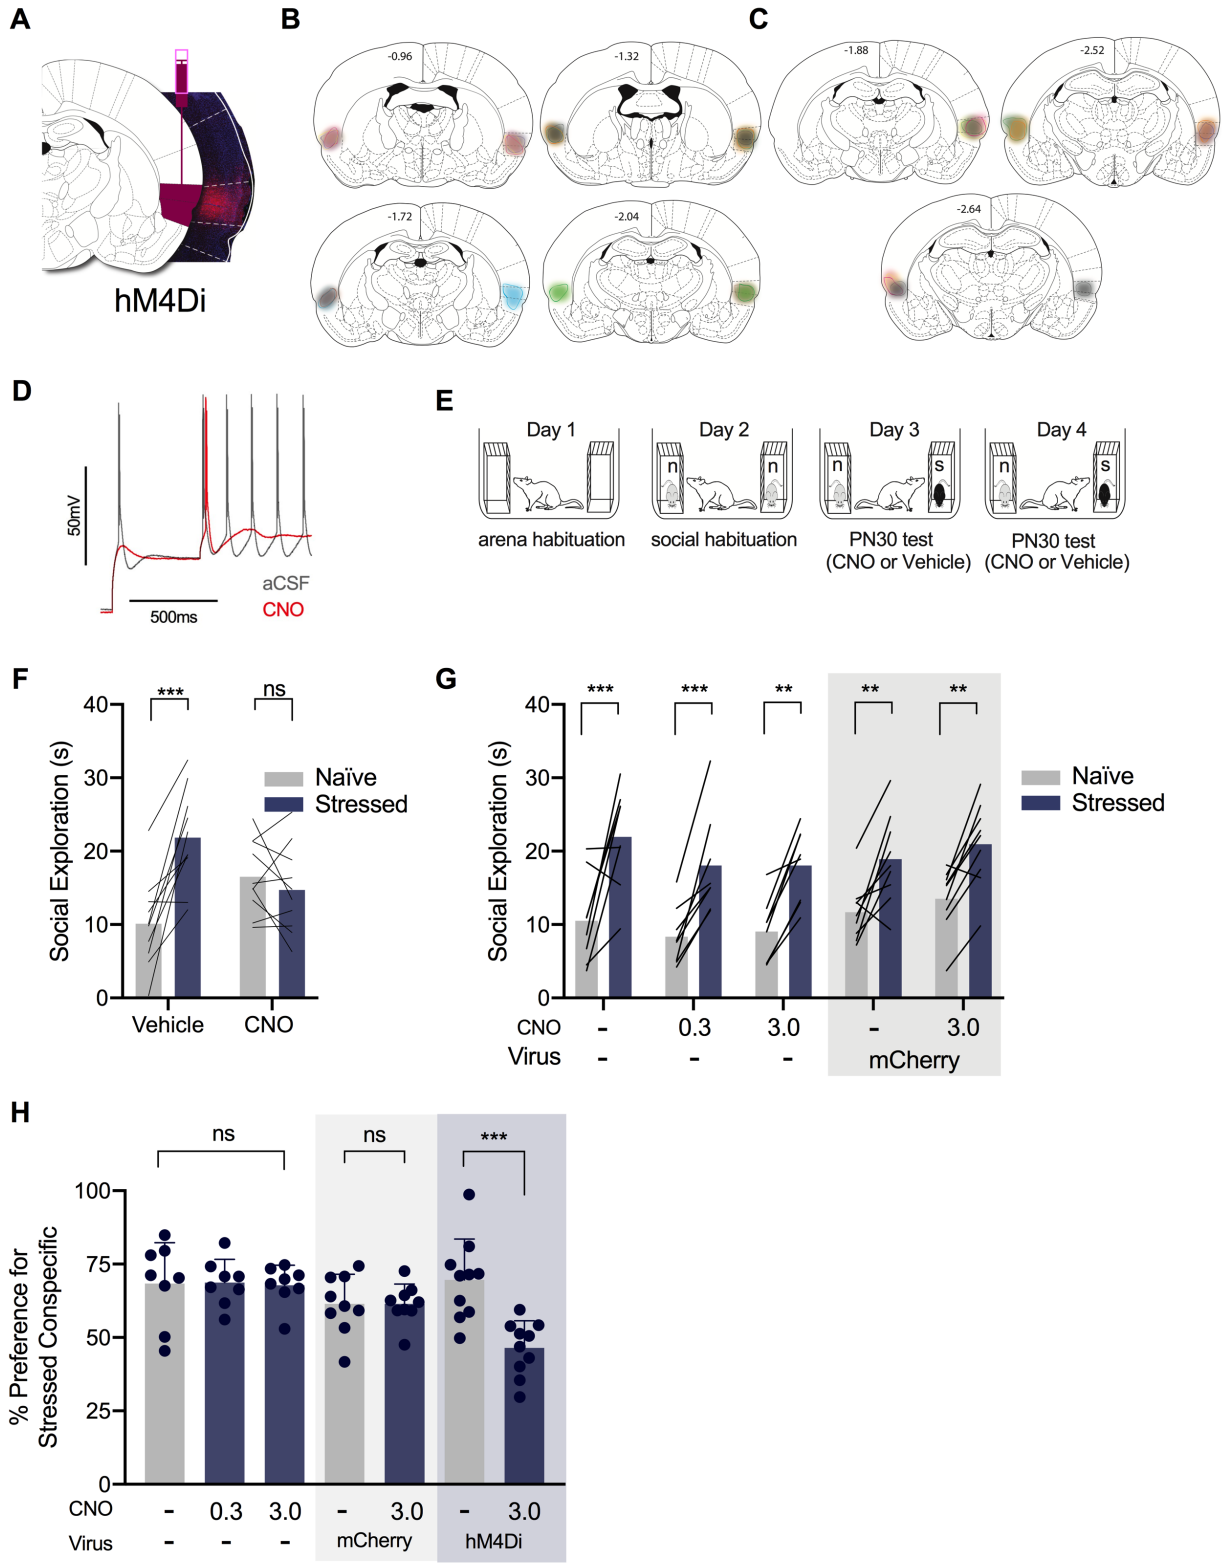 A
hM4Di
B
-0.96
-1.32
-1.72
-2.04
C
-1.88
-2.52
-2.64
D
50mV
500ms
aCSF
CNO
E
Day 1
Day 2
Day 3
Day 4
n
n
n
s
n
s
arena habituation
social habituation
PN30 test
(CNO or Vehicle)
PN30 test
(CNO or Vehicle)
F
Social Exploration (s)
40
30
20
10
0
***
ns
Naïve
Stressed
Vehicle
CNO
G
Social Exploration (s)
40
30
20
10
0
***
***
**
**
**
Naïve
Stressed
CNO - 0.3 3.0 - 3.0
Virus - - - mCherry
H
% Preference for
Stressed Conspecific
100
75
50
25
0
ns
ns
***
CNO - 0.3 3.0 - 3.0 - 3.0
Virus - - - mCherry hM4Di